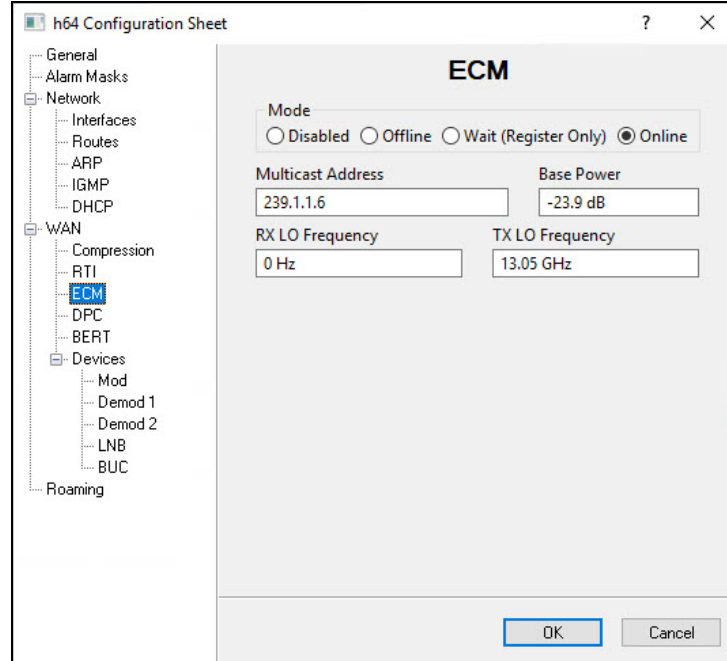 h64 Configuration Sheet
?
General
Alarm Masks
Network
Interfaces
Routes
ARP
IGMP
DHCP
WAN
Compression
RTI
ECM
DPC
BERT
Devices
Mod
Demod 1
Demod 2
LNB
BUC
Roaming
ECM
Mode
Disabled Offline Wait (Register Only) Online
Multicast Address Base Power
239.1.1.6 -23.9 dB
RX LO Frequency TX LO Frequency
0 Hz 13.05 GHz
OK Cancel